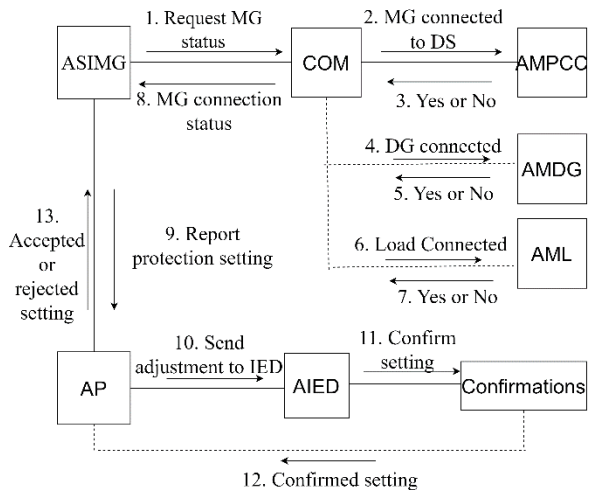 1. Request MG
status
2. MG connected
to DS
ASIMG
COM
AMPCC
8. MG connection
status
3. Yes or No
4. DG connected
AMDG
5. Yes or No
13.
Accepted
or
rejected
setting
9. Report
protection setting
6. Load Connected
AML
7. Yes or No
10. Send
adjustment to IED
11. Confirm
setting
AP
AIED
Confirmations
12. Confirmed setting